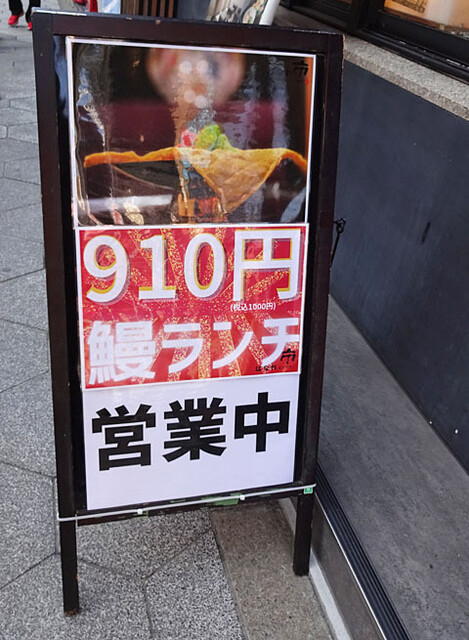 910円
(税込1000円)
鰻ランチ
営業中